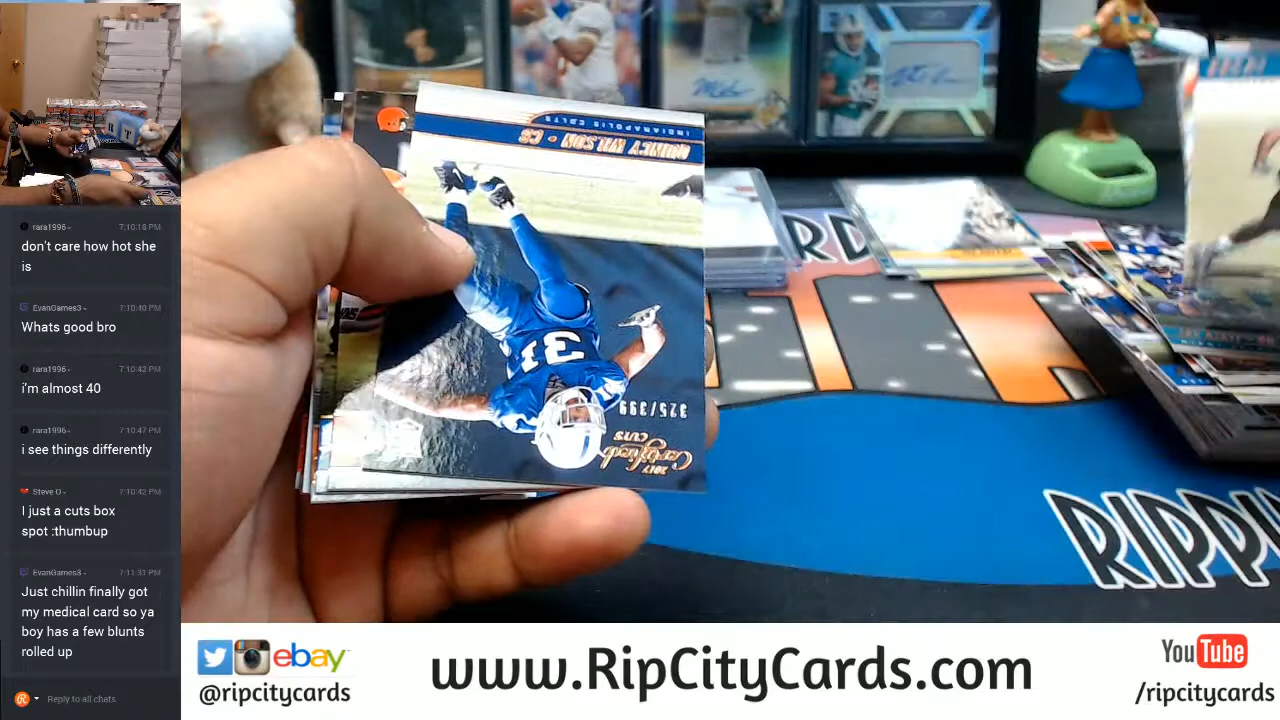 rara1996- 7:10:16 PM
don't care how hot she
is
EvanGames3- 7:10:40 PM
Whats good bro
rara1996- 7:10:42 PM
i'm almost 40
rara1996- 7:10:47 PM
i see things differently
Steve O- 7:10:42 PM
I just a cuts box
spot :thumbup
EvanGames3- 7:11:31 PM
Just chillin finally got
my medical card so ya
boy has a few blunts
rolled up
Reply to all chats
INDIANAPOLIS COLTS
QUINCY WILSON - CB
31
325/399
2017
Certified
CUTS
RD
RIPPI
ebay
@ripcitycards
www.RipCityCards.com
YouTube
/ripcitycards